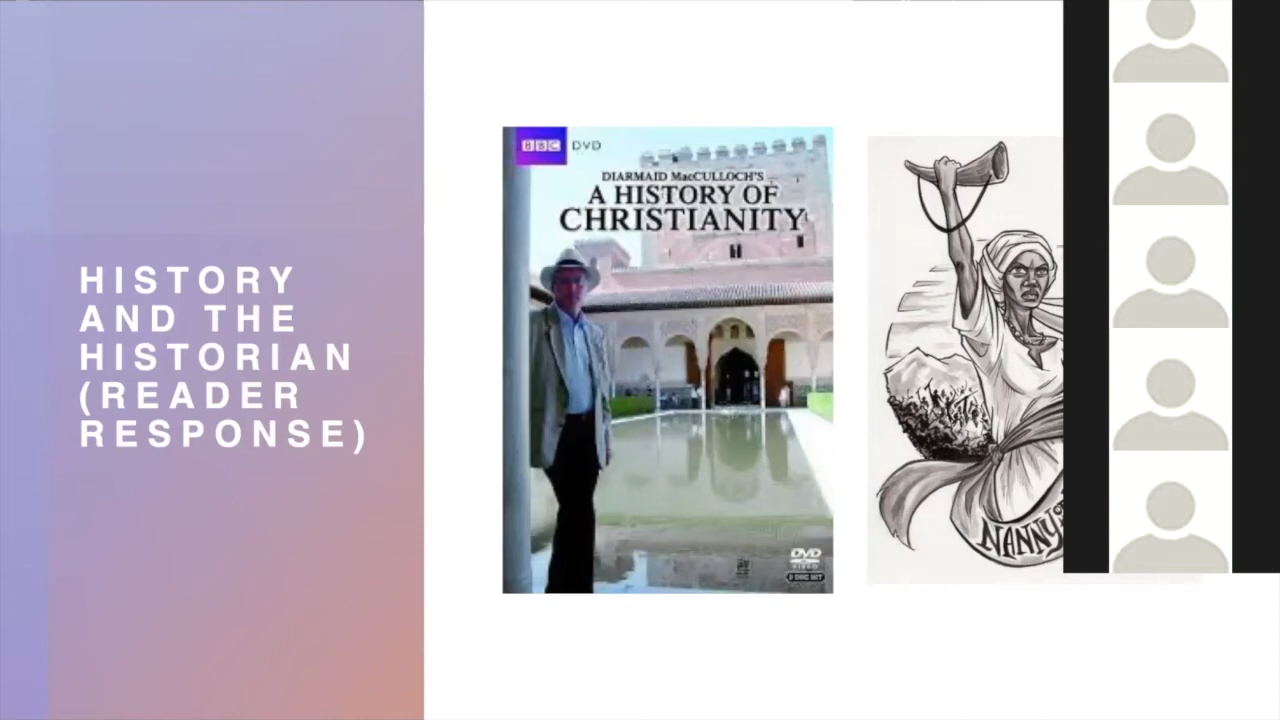 HISTORY
AND THE
HISTORIAN
(READER
RESPONSE)
BBC DVD
DIARMAID MacCULLOCH'S
A HISTORY OF
CHRISTIANITY
DVD
VIDEO
NANNY